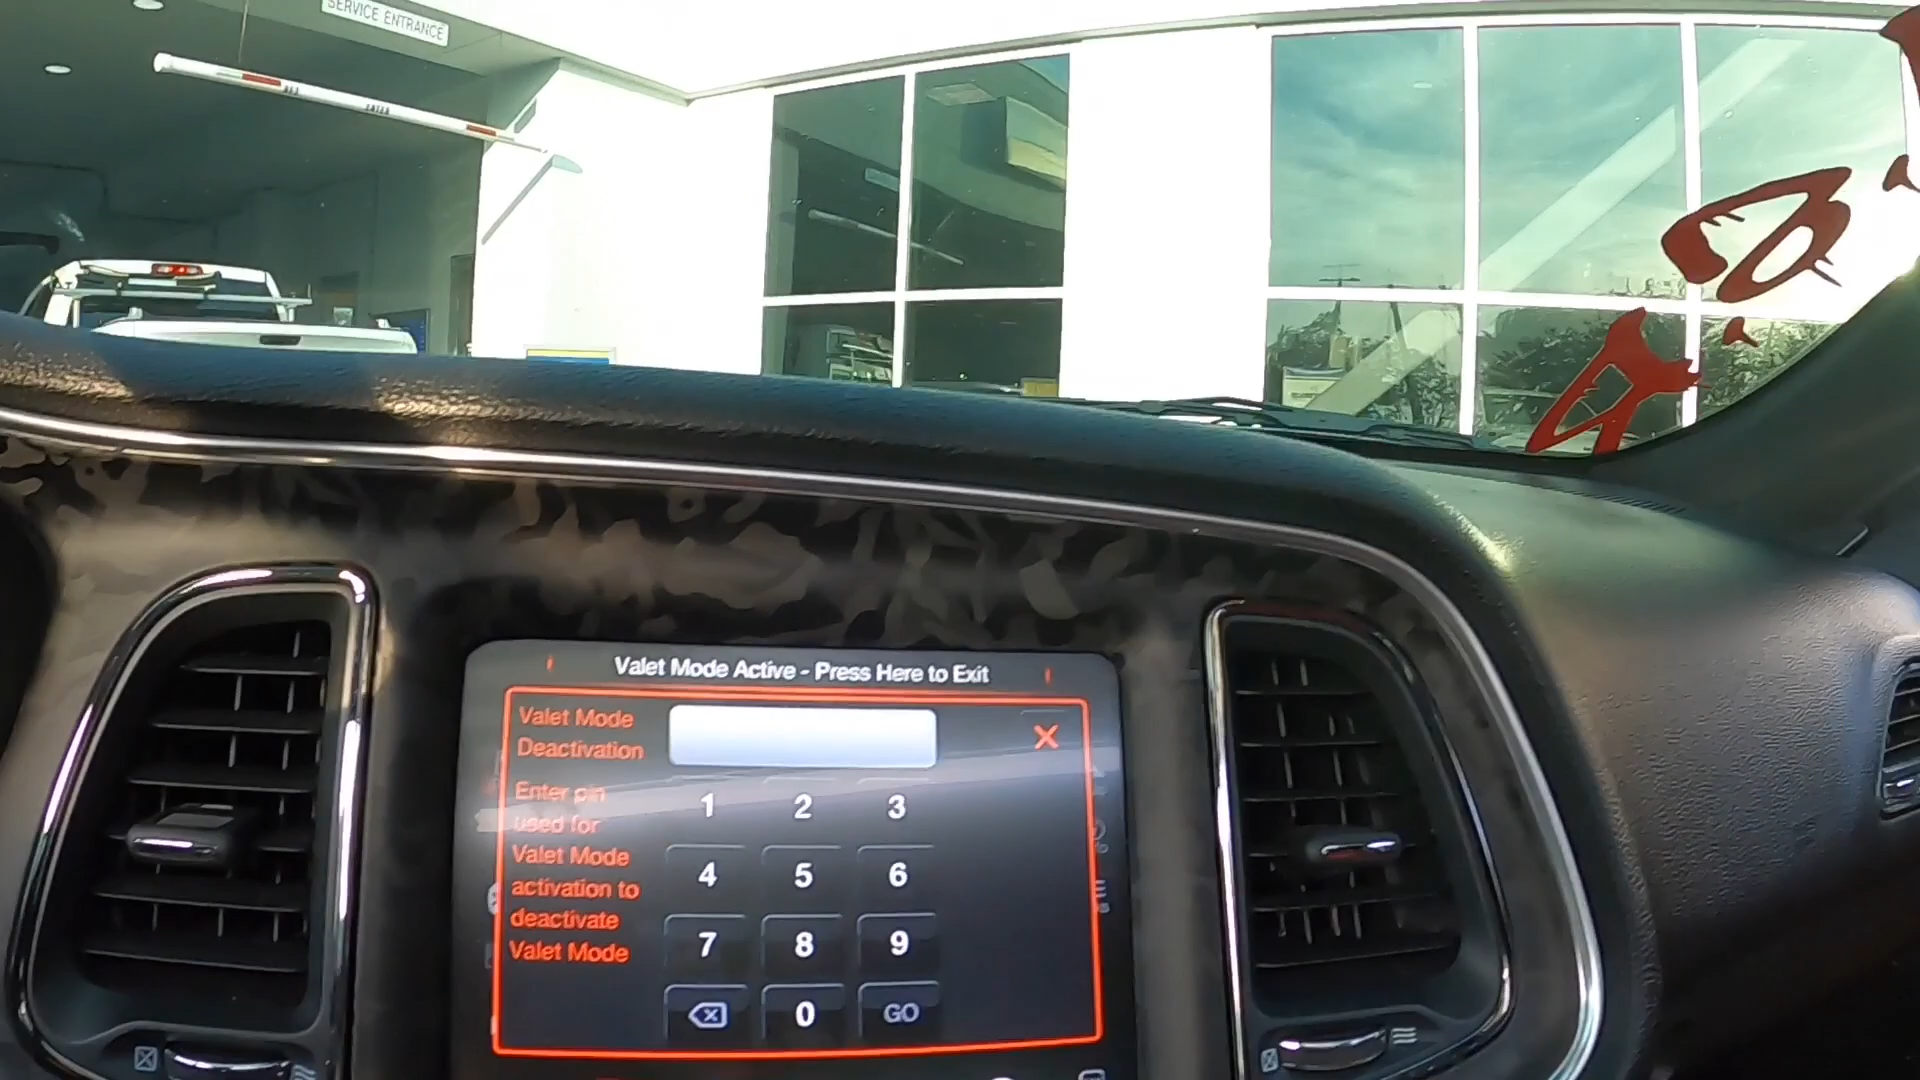 SERVICE ENTRANCE
Valet Mode Active - Press Here to Exit
Valet Mode
Deactivation
Enter pin
used for
Valet Mode
activation to
deactivate
Valet Mode
1 2 3
4 5 6
7 8 9
0 GO